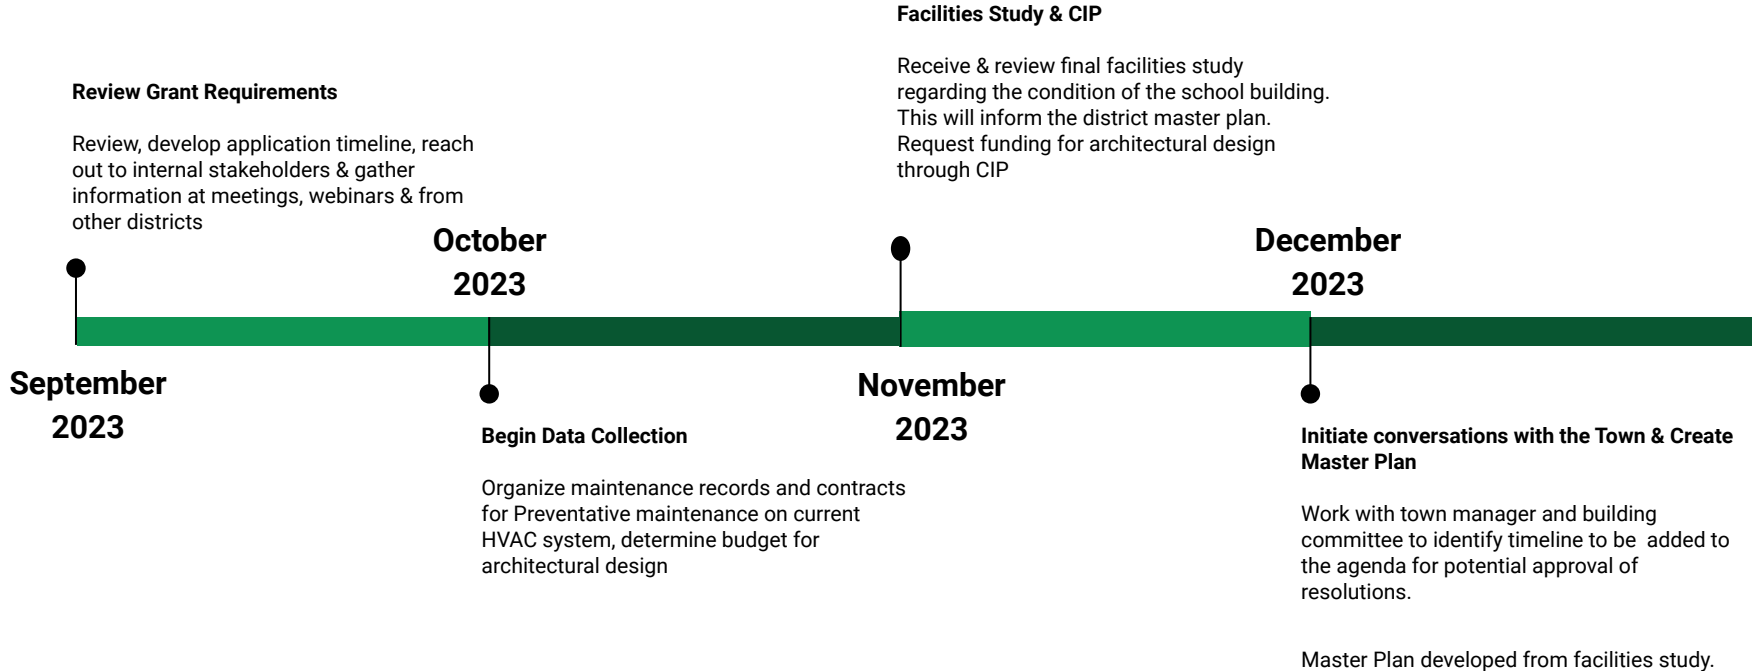 Facilities Study & CIP
Receive & review final facilities study
regarding the condition of the school building.
This will inform the district master plan.
Request funding for architectural design
through CIP
Review Grant Requirements
Review, develop application timeline, reach
out to internal stakeholders & gather
information at meetings, webinars & from
other districts
October
2023
December
2023
September
2023
November
2023
Begin Data Collection
Organize maintenance records and contracts
for Preventative maintenance on current
HVAC system, determine budget for
architectural design
Initiate conversations with the Town & Create
Master Plan
Work with town manager and building
committee to identify timeline to be  added to
the agenda for potential approval of
resolutions.
Master Plan developed from facilities study.